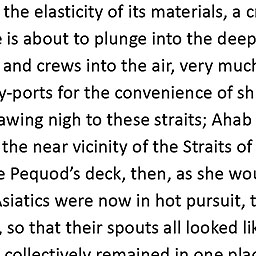 the elasticity of its materials, a
is about to plunge into the deep
and crews into the air, very much
y-ports for the convenience of sh
awing nigh to these straits; Ahab
the near vicinity of the Straits of
Pequod’s deck, then, as she wou
Asiatics were now in hot pursuit,
, so that their spouts all looked lik
collectively remained in one plac